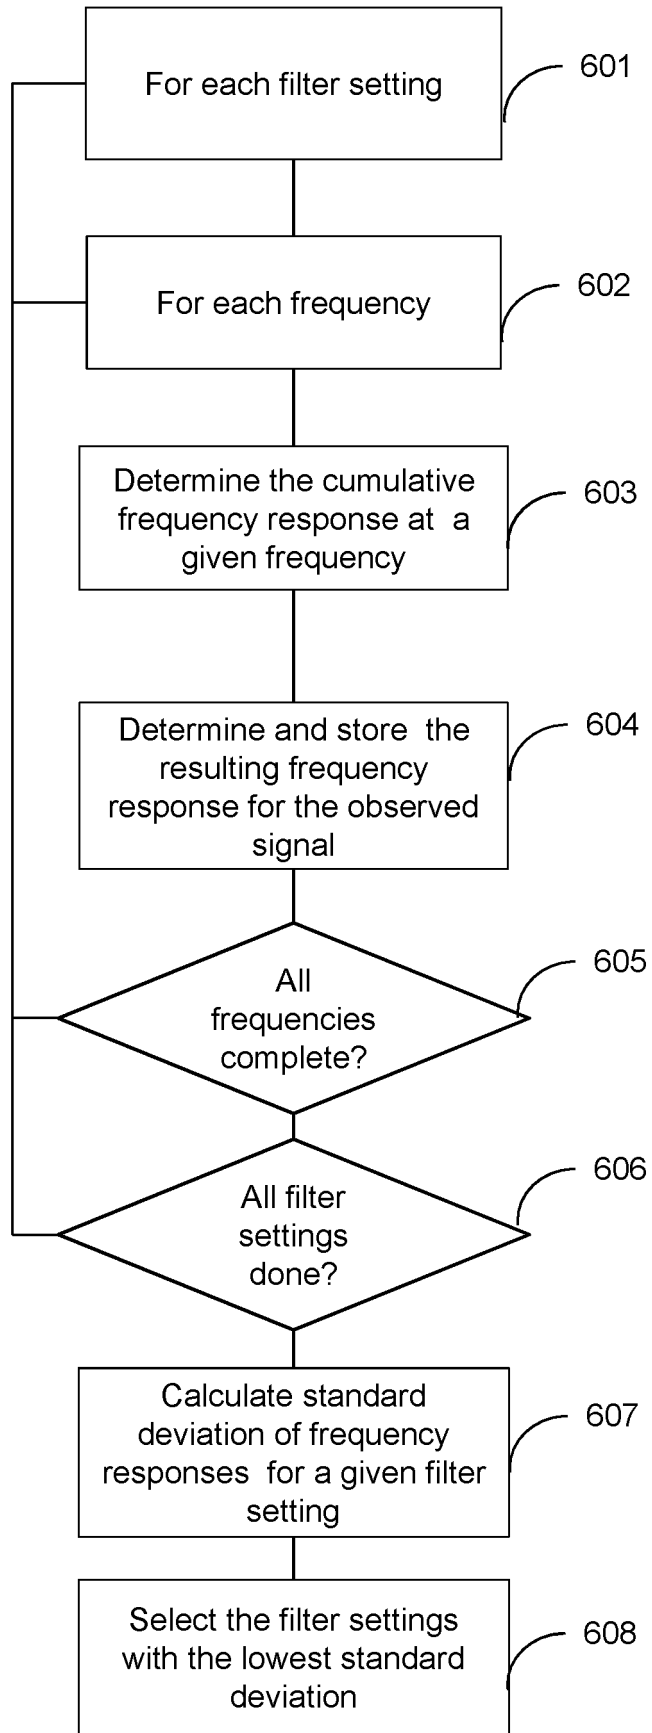 For each filter setting
601
For each frequency
602
Determine the cumulative
frequency response at  a
given frequency
603
Determine and store  the
resulting frequency
response for the observed
signal
604
All
frequencies
complete?
605
All filter
settings
done?
606
Calculate standard
deviation of frequency
responses  for a given filter
setting
607
Select the filter settings
with the lowest standard
deviation
608